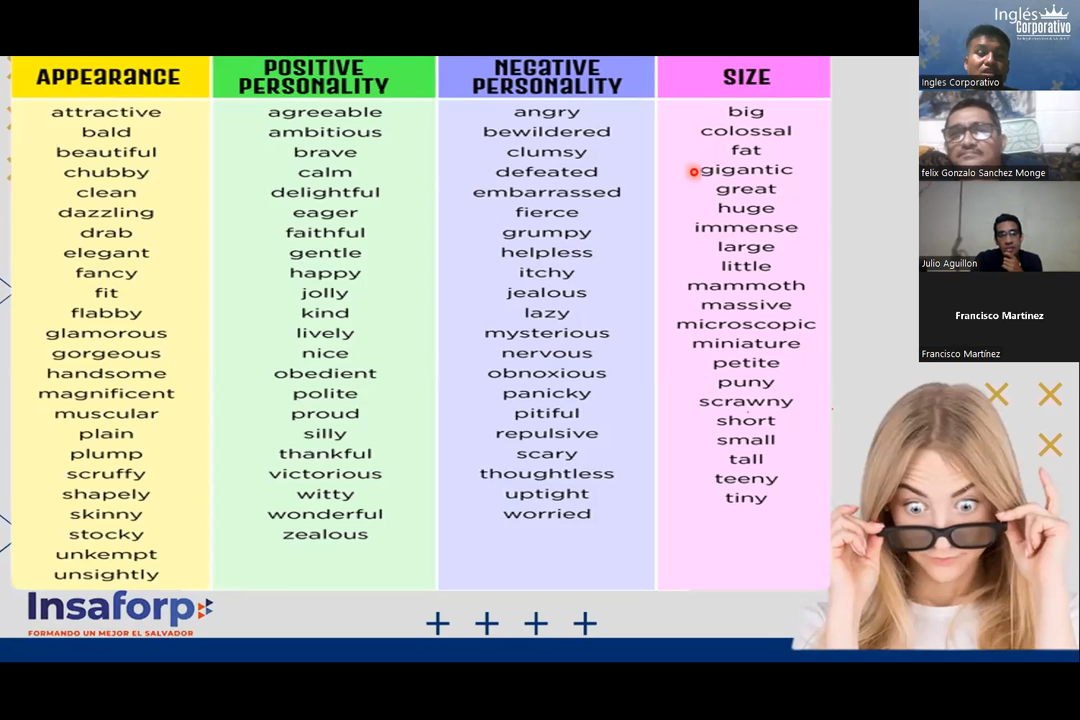 APPEARANCE
attractive
bald
beautiful
chubby
clean
dazzling
drab
elegant
fancy
fit
flabby
glamorous
gorgeous
handsome
magnificent
muscular
plain
plump
scruffy
shapely
skinny
stocky
unkempt
unsightly
POSITIVE
PERSONALITY
agreeable
ambitious
brave
calm
delightful
eager
faithful
gentle
happy
jolly
kind
lively
nice
obedient
polite
proud
silly
thankful
victorious
witty
wonderful
zealous
NEGATIVE
PERSONALITY
angry
bewildered
clumsy
defeated
embarrassed
fierce
grumpy
helpless
itchy
jealous
lazy
mysterious
nervous
obnoxious
panicky
pitiful
repulsive
scary
thoughtless
uptight
worried
SIZE
big
colossal
fat
gigantic
great
huge
immense
large
little
mammoth
massive
microscopic
miniature
petite
puny
scrawny
short
small
tall
teeny
tiny
Insaforp
FORMANDO UN MEJOR EL SALVADOR
Inglés
Corporativo
Ingles Corporativo
felix Gonzalo Sanchez Monge
Julio Aguillon
Francisco Martínez
Francisco Martínez